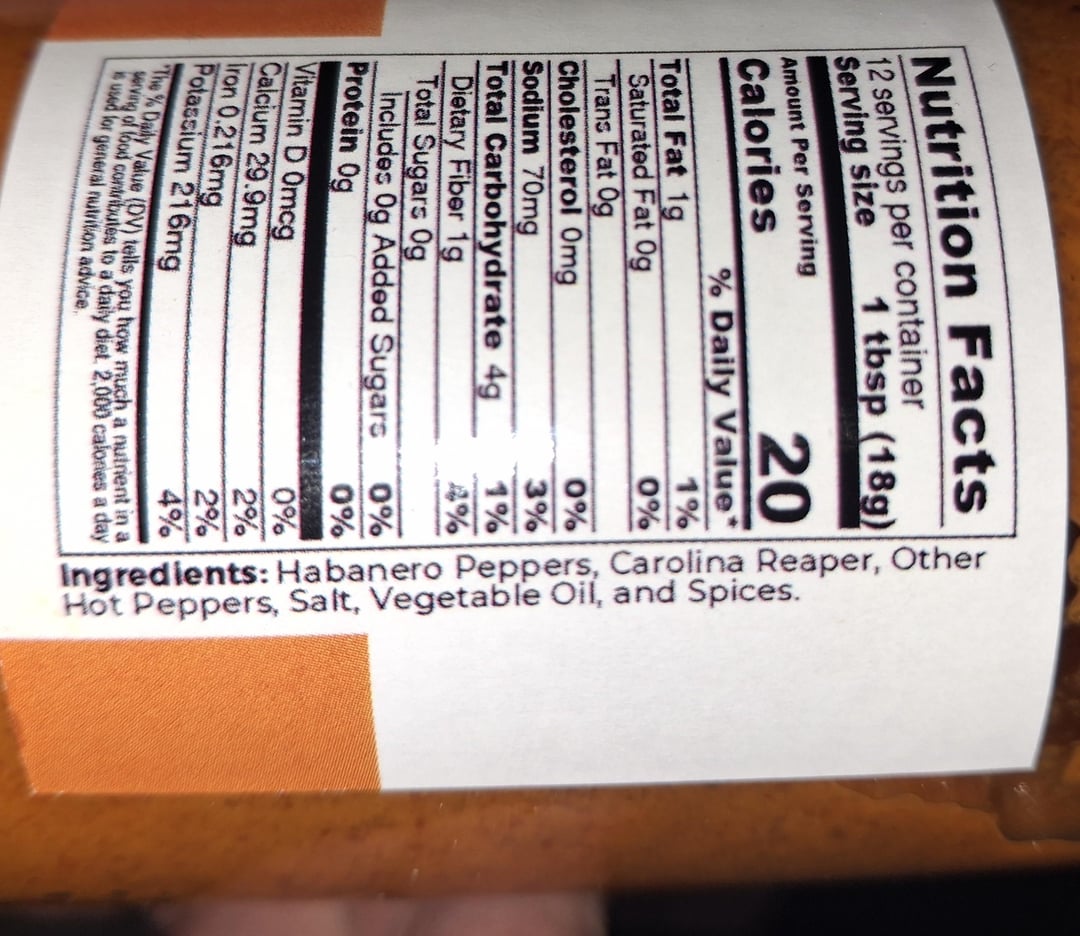 Nutrition Facts
12 servings per container
Serving size 1 tbsp (18g)
Amount Per Serving
Calories 20
% Daily Value*
Total Fat 1g 1%
Saturated Fat 0g 0%
Trans Fat 0g
Cholesterol 0mg 0%
Sodium 70mg 3%
Total Carbohydrate 4g 1%
Dietary Fiber 1g %
Total Sugars 0g
Includes 0g Added Sugars 0%
Protein 0g 0%
Vitamin D 0mcg 0%
Calcium 29.9mg 2%
Iron 0.216mg 2%
Potassium 216mg 4%
*The % Daily Value (DV) tells you how much a nutrient in a
serving of food contributes to a daily diet. 2,000 calories a day
is used for general nutrition advice.
Ingredients: Habanero Peppers, Carolina Reaper, Other
Hot Peppers, Salt, Vegetable Oil, and Spices.